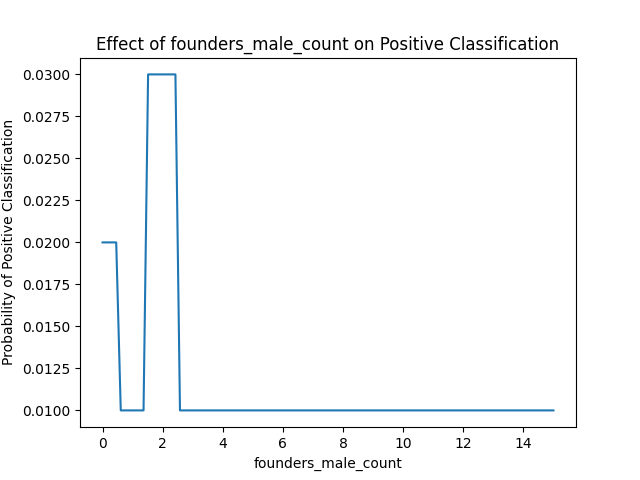 Effect of founders_male_count on Positive Classification
Probability of Positive Classification
0.0300
0.0275
0.0250
0.0225
0.0200
0.0175
0.0150
0.0125
0.0100
0 2 4 6 8 10 12 14
founders_male_count